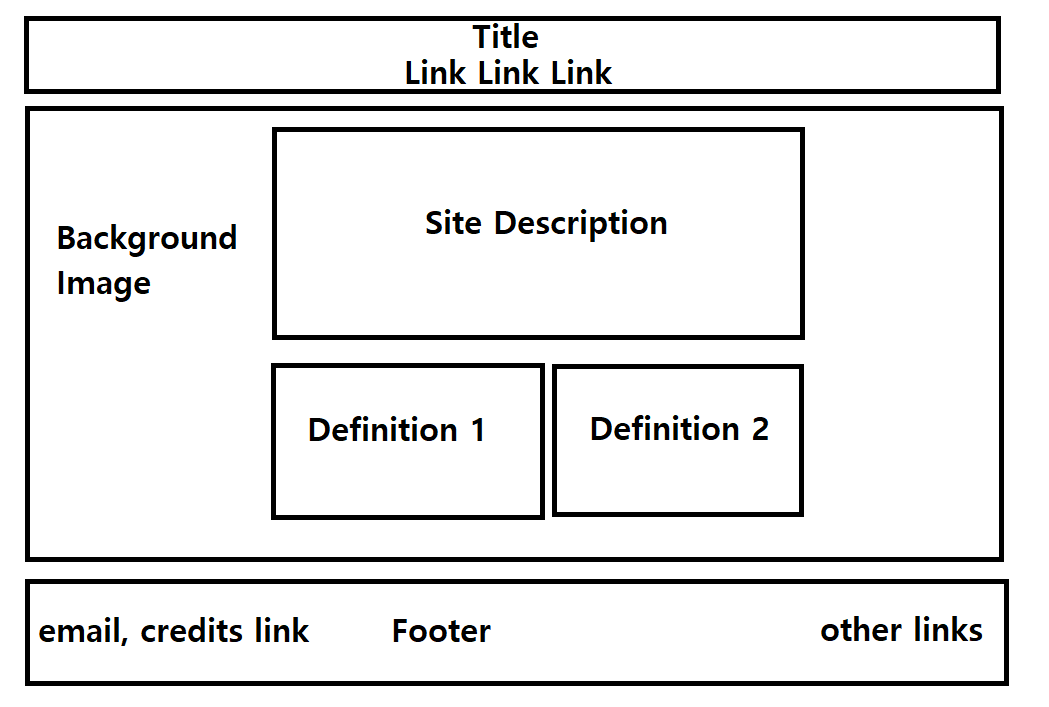 Title
Link Link Link
Background
Image
Site Description
Definition 1
Definition 2
email, credits link
Footer
other links